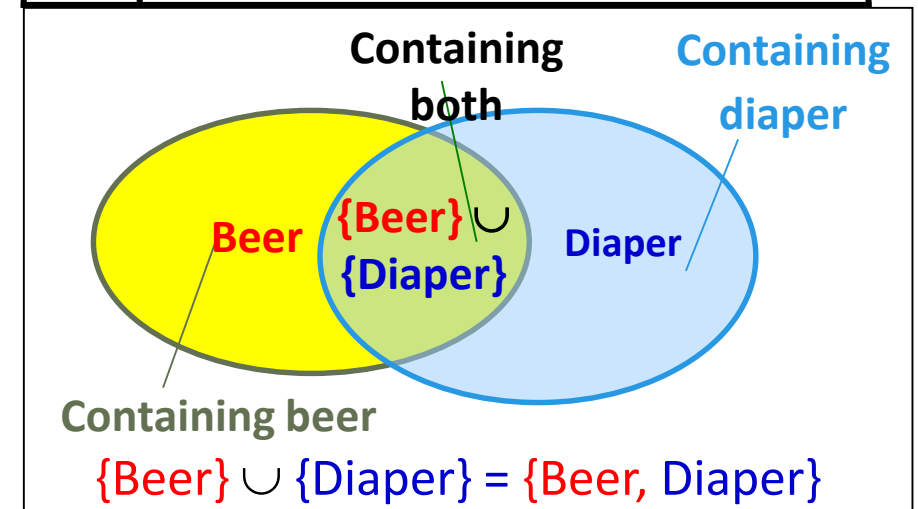 Containing
both
Containing
diaper
Beer
{Beer} ∪
{Diaper}
Diaper
Containing beer
{Beer} ∪ {Diaper} = {Beer, Diaper}